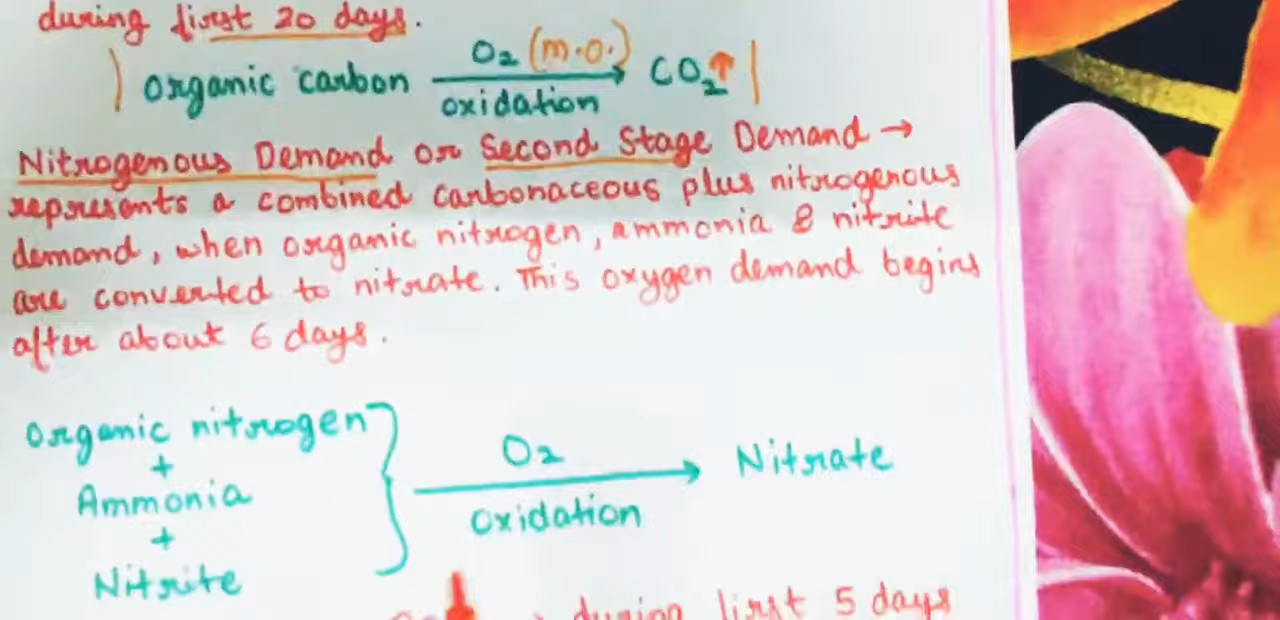 during first 20 days.
| organic carbon O2 (m.o.) oxidation → CO2↑ |
Nitrogenous Demand or Second Stage Demand →
represents a combined carbonaceous plus nitrogenous
demand, when organic nitrogen, ammonia & nitrite
are converted to nitrate. This oxygen demand begins
after about 6 days.
Organic nitrogen
+
Ammonia
+
Nitrite
O2
oxidation
→ Nitrate
during first 5 days